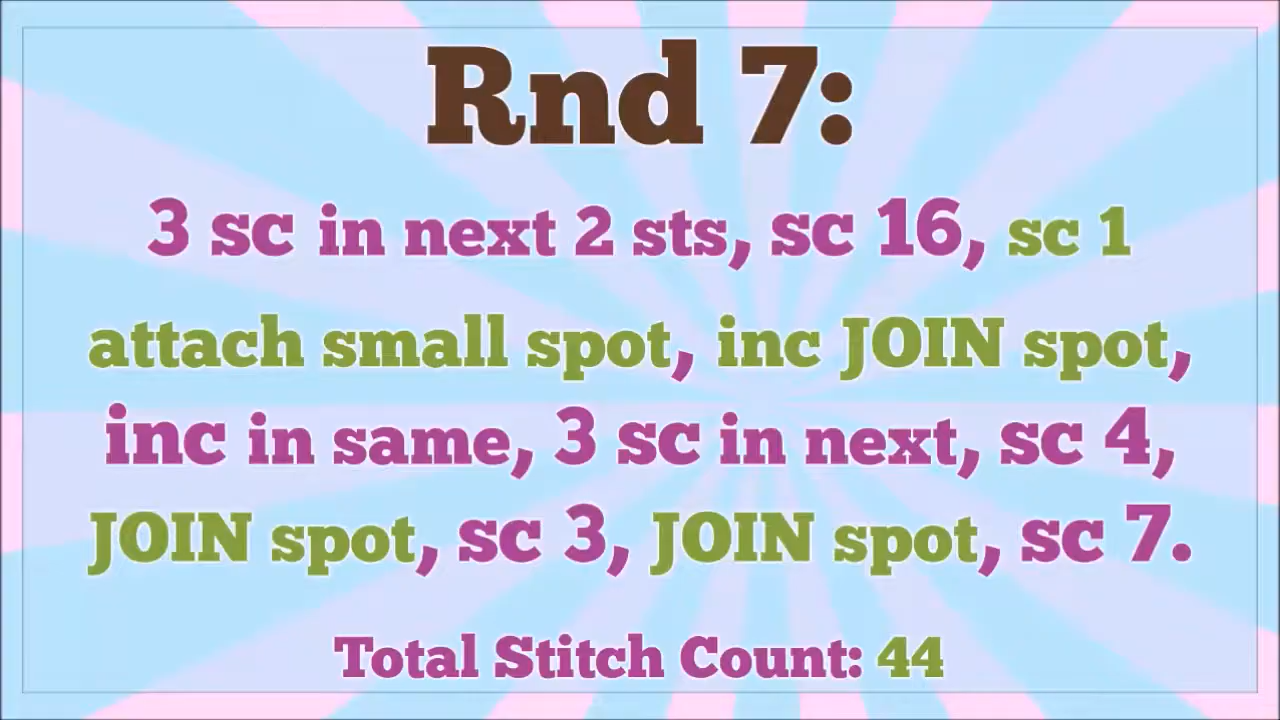 Rnd 7:
3 sc in next 2 sts, sc 16, sc 1
attach small spot, inc JOIN spot,
inc in same, 3 sc in next, sc 4,
JOIN spot, sc 3, JOIN spot, sc 7.
Total Stitch Count: 44